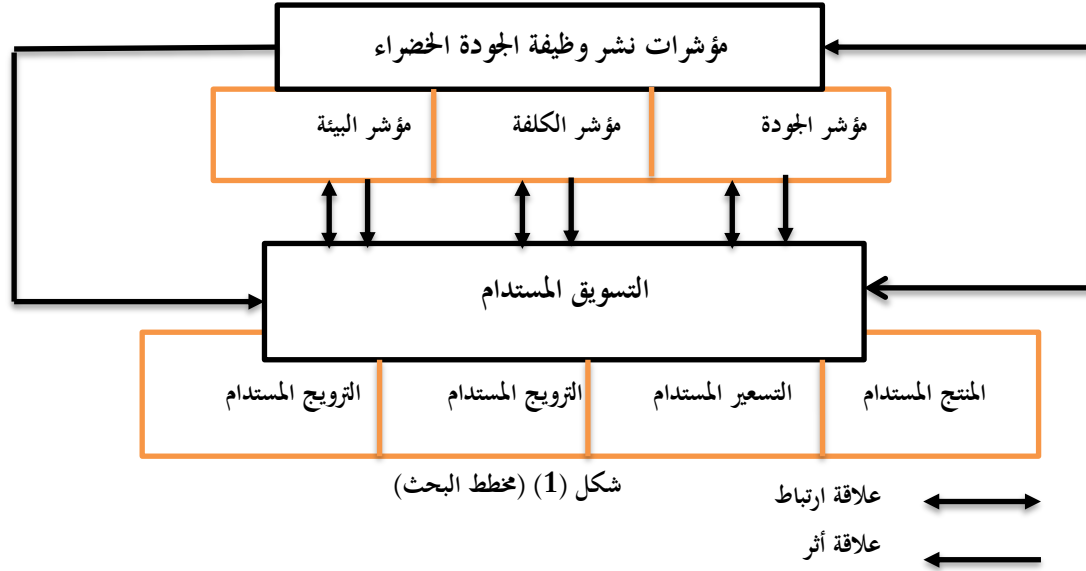 مؤشرات نشر وظيفة الجودة الخضراء
مؤشر الجودة
مؤشر الكلفة
مؤشر البيئة
التسويق المستدام
المنتج المستدام
التسعير المستدام
الترويج المستدام
الترويج المستدام
شكل (1) (مخطط البحث)
علاقة ارتباط
علاقة أثر